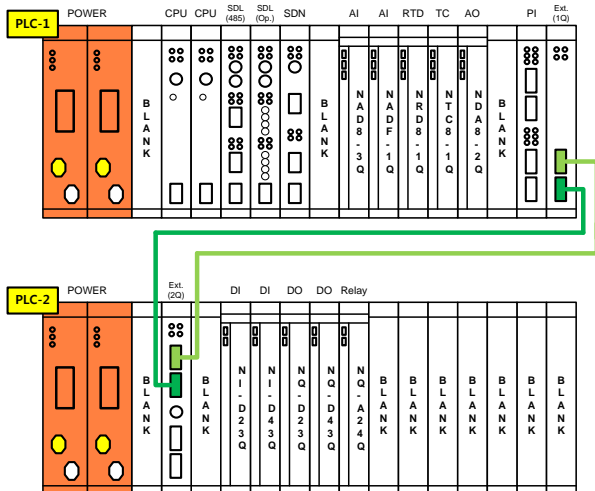 PLC-1
POWER
CPU
CPU
SDL
(485)
SDL
(Op.)
SDN
AI
AI
RTD
TC
AO
PI
Ext.
(1Q)
BLANK
BLANK
NAD8-3Q
NADF-1Q
NRD8-1Q
NTC8-1Q
NDA8-2Q
BLANK
PLC-2
POWER
Ext.
(2Q)
DI
DI
DO
DO
Relay
BLANK
BLANK
NI-D23Q
NI-D43Q
NQ-D23Q
NQ-D43Q
NQ-A24Q
BLANK
BLANK
BLANK
BLANK
BLANK
BLANK
BLANK